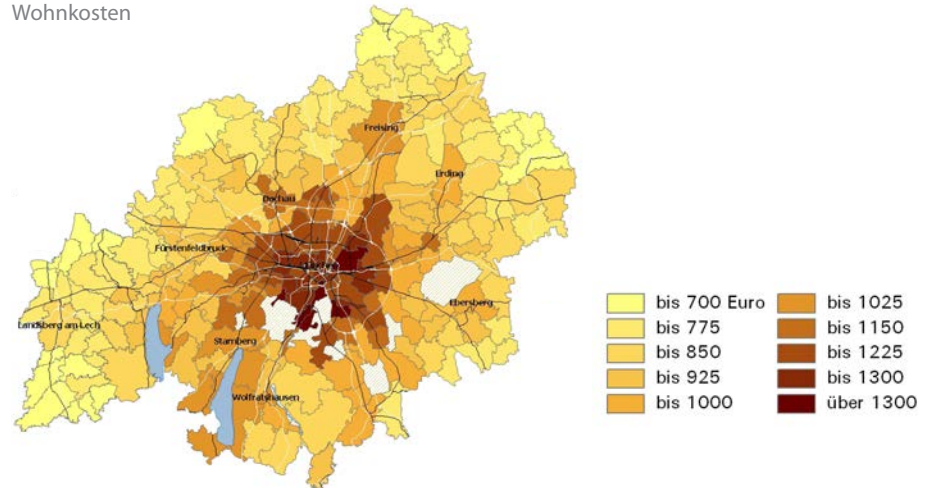 Wohnkosten
Freising
Erding
Dachau
Fürstenfeldbruck
Ebersberg
Landsberg am Lech
Starnberg
Wolfratshausen
bis 700 Euro
bis 775
bis 850
bis 925
bis 1000
bis 1025
bis 1150
bis 1225
bis 1300
über 1300